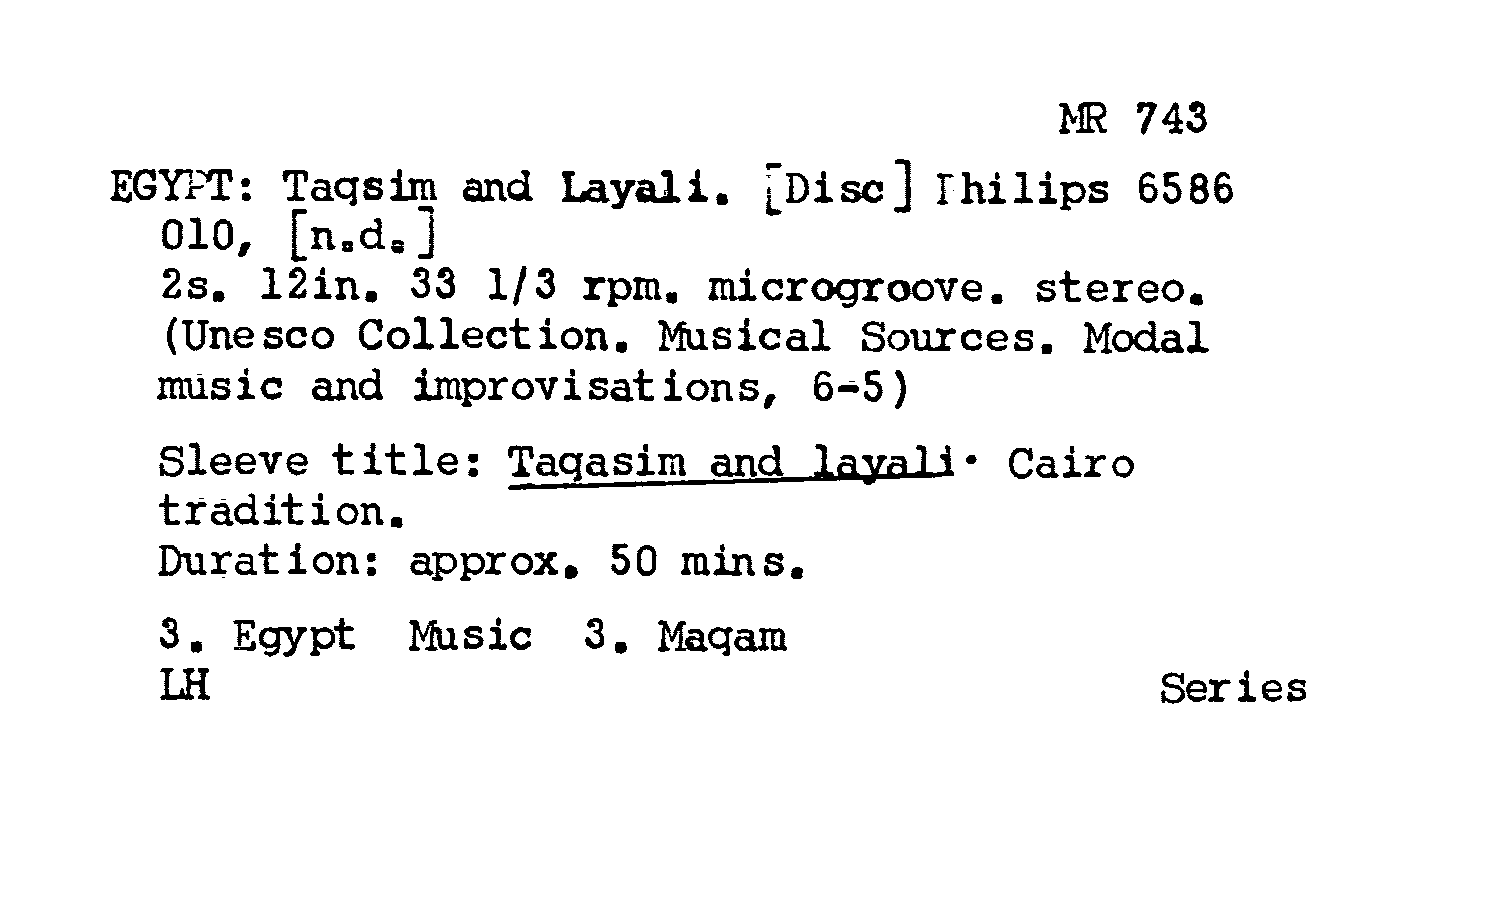 MR 743
EGYPT: Taqsim and Layali. [Disc] Philips 6586
010, [n.d.]
2s. 12in. 33 1/3 rpm. microgroove. stereo.
(Unesco Collection. Musical Sources. Modal
music and improvisations, 6-5)
Sleeve title: Taqasim and layali. Cairo
tradition.
Duration: approx. 50 mins.
3. Egypt Music 3. Maqam
LH Series